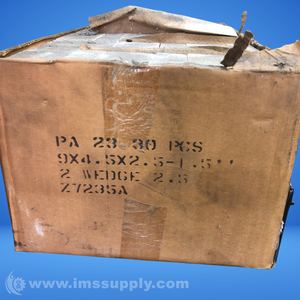 PA 23-30 PCS
9X4.5X2.5-1.5''
2 WEDGE 2.5
Z7235A
© www.imssupply.com